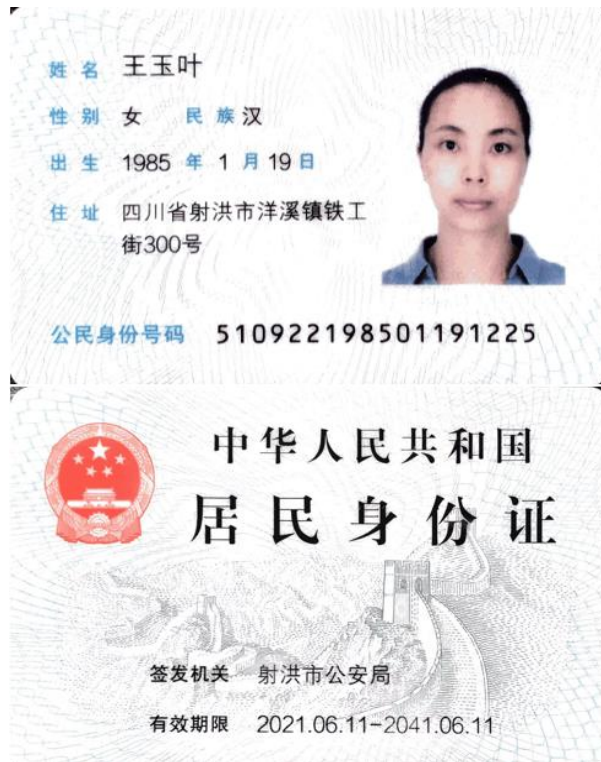 姓名 王玉叶
性别 女 民族 汉
出生 1985 年 1 月 19 日
住址 四川省射洪市洋溪镇铁工
街300号
公民身份号码 510922198501191225
中华人民共和国
居民身份证
签发机关 射洪市公安局
有效期限 2021.06.11-2041.06.11